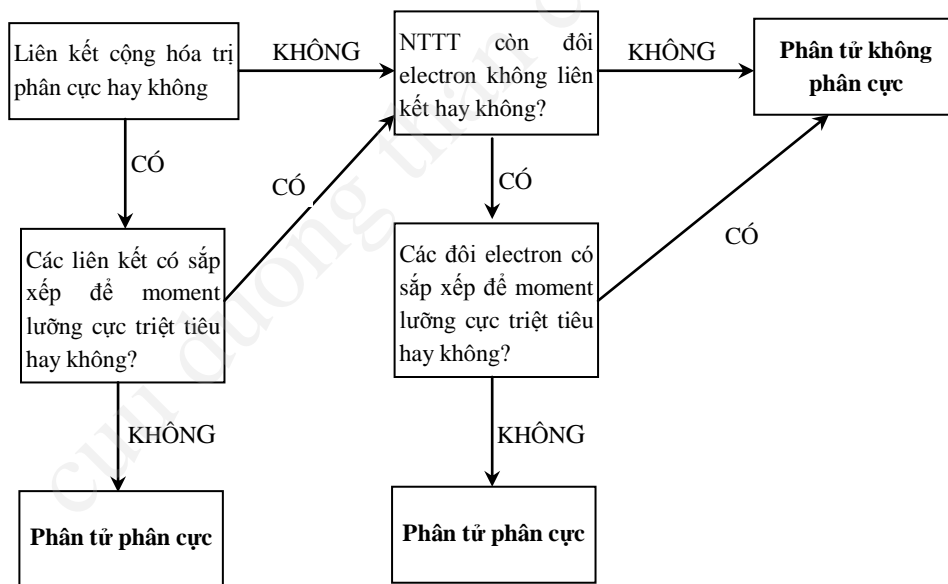 Liên kết cộng hóa trị
phân cực hay không
KHÔNG
NTTT còn đôi
electron không liên
kết hay không?
KHÔNG
Phân tử không
phân cực
CÓ
CÓ
CÓ
CÓ
Các liên kết có sắp
xếp để moment
lưỡng cực triệt tiêu
hay không?
Các đôi electron có
sắp xếp để moment
lưỡng cực triệt tiêu
hay không?
KHÔNG
KHÔNG
Phân tử phân cực
Phân tử phân cực
cuu duong than c